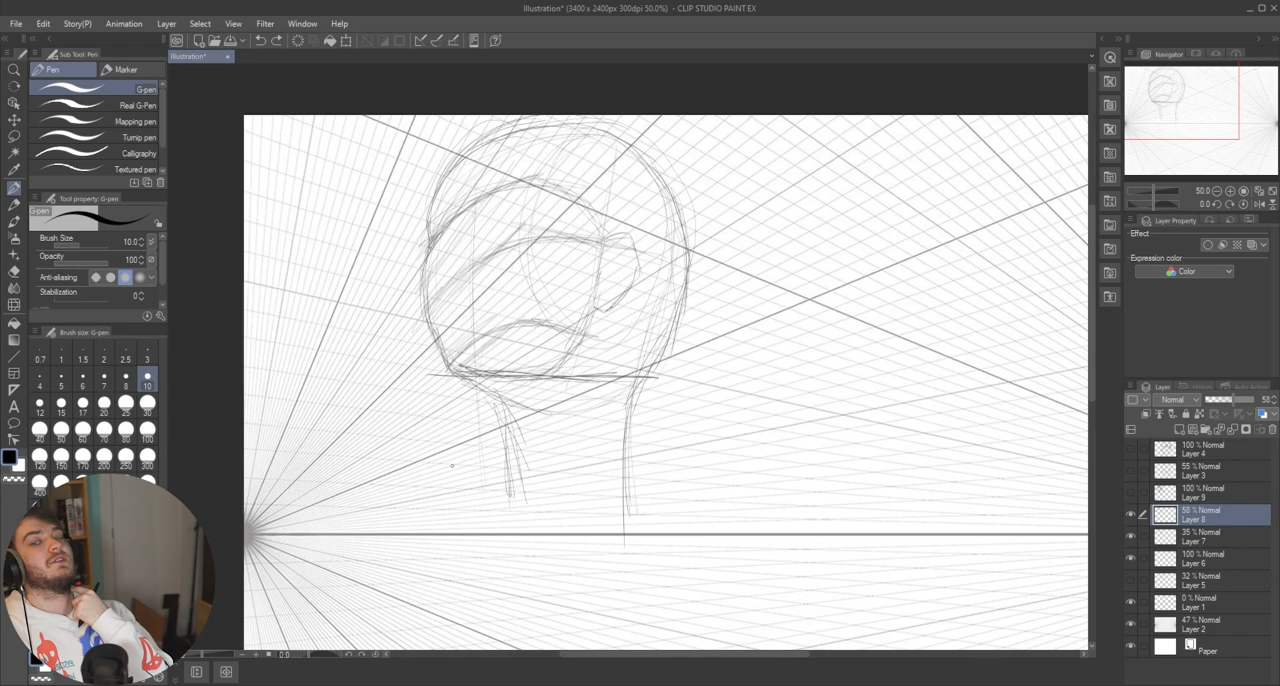 Illustration* (3400 x 2400px 300dpi 50.0%) - CLIP STUDIO PAINT EX
File Edit Story(P) Animation Layer Select View Filter Window Help
Sub Tool: Pen
Illustration*
Navigator
Pen Marker
G-pen
Real G-Pen
Mapping pen
Turnip pen
Calligraphy
Textured pen
Tool property: G-pen
G-pen
Brush Size 10.0
Opacity 100
Anti-aliasing
Stabilization 0
Brush size: G-pen
0.7 1 1.5 2 2.5 3
4 5 6 7 8 10
12 15 17 20 25 30
40 50 60 70 80 100
120 150 170 200 250 300
400
50.0
0.0
Layer Property
Effect
Expression color
Color
Layer History Auto Action
Normal 58
100 % Normal
Layer 4
55 % Normal
Layer 3
100 % Normal
Layer 9
58 % Normal
Layer 8
35 % Normal
Layer 7
100 % Normal
Layer 6
32 % Normal
Layer 5
0 % Normal
Layer 1
47 % Normal
Layer 2
Paper